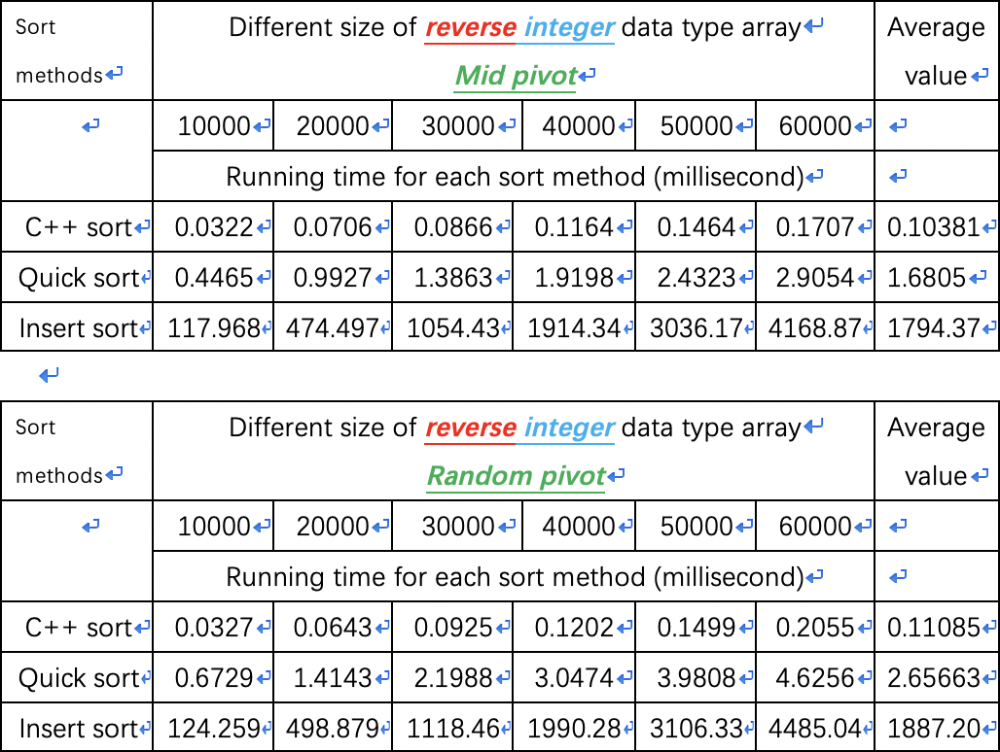 Sort methods Different size of reverse integer data type array Average value
Mid pivot
10000 20000 30000 40000 50000 60000
Running time for each sort method (millisecond)
C++ sort 0.0322 0.0706 0.0866 0.1164 0.1464 0.1707 0.10381
Quick sort 0.4465 0.9927 1.3863 1.9198 2.4323 2.9054 1.6805
Insert sort 117.968 474.497 1054.43 1914.34 3036.17 4168.87 1794.37
Sort methods Different size of reverse integer data type array Average value
Random pivot
10000 20000 30000 40000 50000 60000
Running time for each sort method (millisecond)
C++ sort 0.0327 0.0643 0.0925 0.1202 0.1499 0.2055 0.11085
Quick sort 0.6729 1.4143 2.1988 3.0474 3.9808 4.6256 2.65663
Insert sort 124.259 498.879 1118.46 1990.28 3106.33 4485.04 1887.20